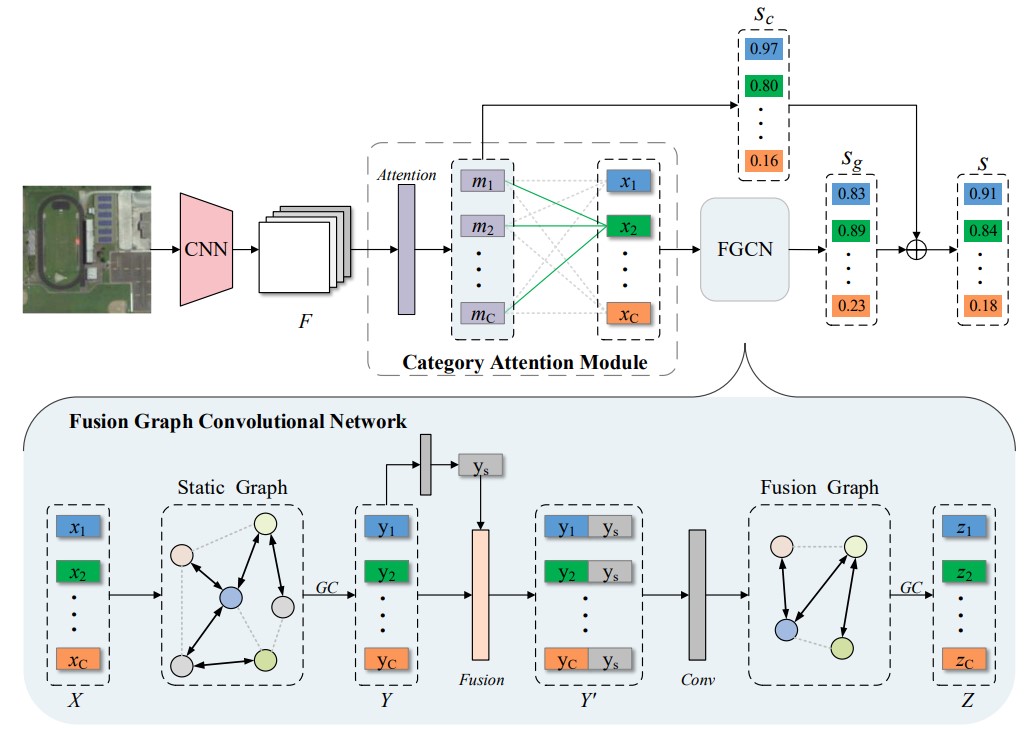 S_c
0.97
0.80
0.16
Attention
m_1
m_2
m_C
x_1
x_2
x_C
Category Attention Module
CNN
F
FGCN
S_g
0.83
0.89
0.23
S
0.91
0.84
0.18
Fusion Graph Convolutional Network
x_1
x_2
x_C
X
Static Graph
GC
y_s
y_1
y_2
y_C
Y
Fusion
y_1 y_s
y_2 y_s
y_C y_s
Y'
Conv
Fusion Graph
GC
z_1
z_2
z_C
Z